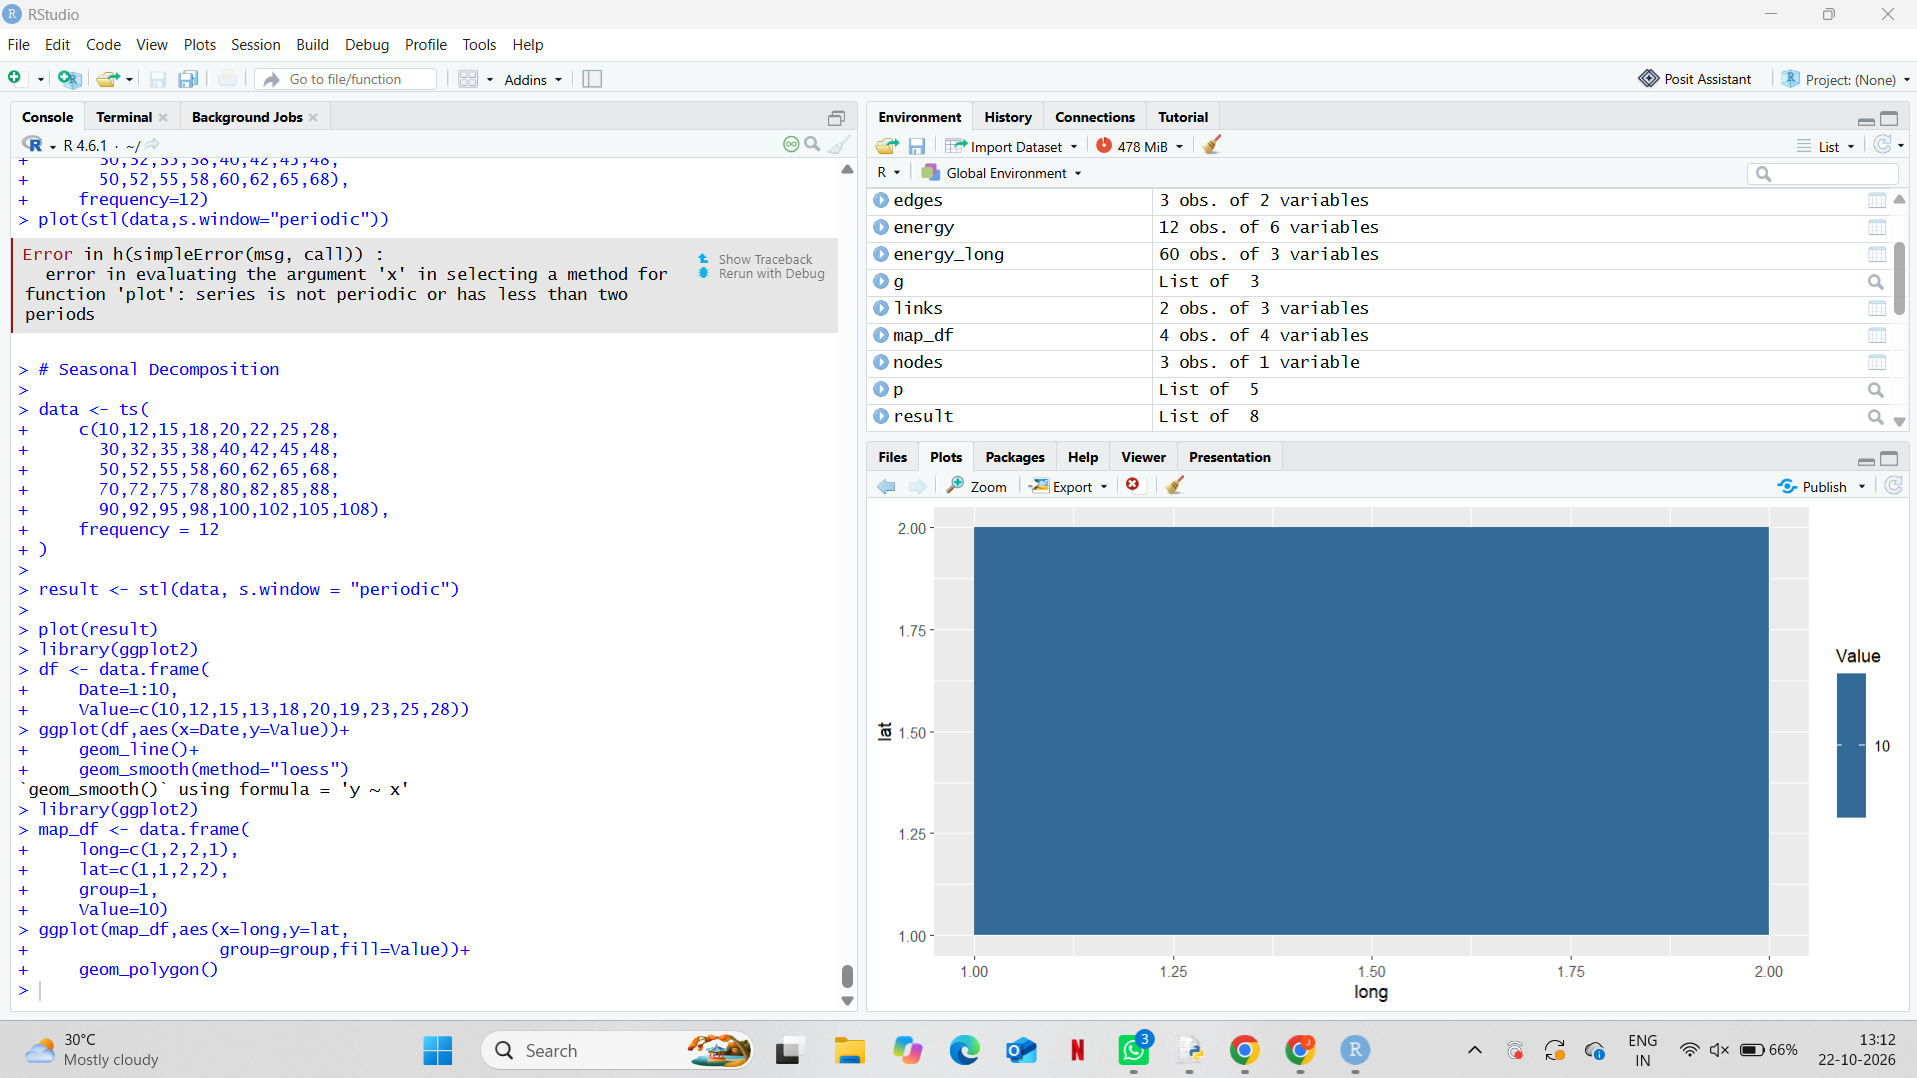 RStudio
File Edit Code View Plots Session Build Debug Profile Tools Help
Go to file/function Addins Posit Assistant Project: (None)
Console Terminal Background Jobs
R 4.6.1 · ~/
+       30,32,35,38,40,42,45,48,
+       50,52,55,58,60,62,65,68),
+     frequency=12)
> plot(stl(data,s.window="periodic"))
Error in h(simpleError(msg, call)) :
  error in evaluating the argument 'x' in selecting a method for
function 'plot': series is not periodic or has less than two
periods
Show Traceback
Rerun with Debug
> # Seasonal Decomposition
>
> data <- ts(
+     c(10,12,15,18,20,22,25,28,
+       30,32,35,38,40,42,45,48,
+       50,52,55,58,60,62,65,68,
+       70,72,75,78,80,82,85,88,
+       90,92,95,98,100,102,105,108),
+     frequency = 12
+ )
>
> result <- stl(data, s.window = "periodic")
>
> plot(result)
> library(ggplot2)
> df <- data.frame(
+     Date=1:10,
+     Value=c(10,12,15,13,18,20,19,23,25,28))
> ggplot(df,aes(x=Date,y=Value))+
+     geom_line()+
+     geom_smooth(method="loess")
`geom_smooth()` using formula = 'y ~ x'
> library(ggplot2)
> map_df <- data.frame(
+     long=c(1,2,2,1),
+     lat=c(1,1,2,2),
+     group=1,
+     Value=10)
> ggplot(map_df,aes(x=long,y=lat,
+                   group=group,fill=Value))+
+     geom_polygon()
>
Environment History Connections Tutorial
Import Dataset 478 MiB List
R Global Environment
edges 3 obs. of 2 variables
energy 12 obs. of 6 variables
energy_long 60 obs. of 3 variables
g List of  3
links 2 obs. of 3 variables
map_df 4 obs. of 4 variables
nodes 3 obs. of 1 variable
p List of  5
result List of  8
Files Plots Packages Help Viewer Presentation
Zoom Export Publish
2.00
1.75
1.50
1.25
1.00
lat
1.00 1.25 1.50 1.75 2.00
long
Value
10
30°C
Mostly cloudy
Search
3
ENG
IN
66%
13:12
22-10-2026